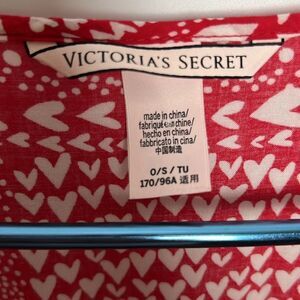 VICTORIA'S SECRET
made in china/
fabriqué en chine/
hecho en china/
fabbricato in cina/
中国制造
O/S / TU
170/96A 适用